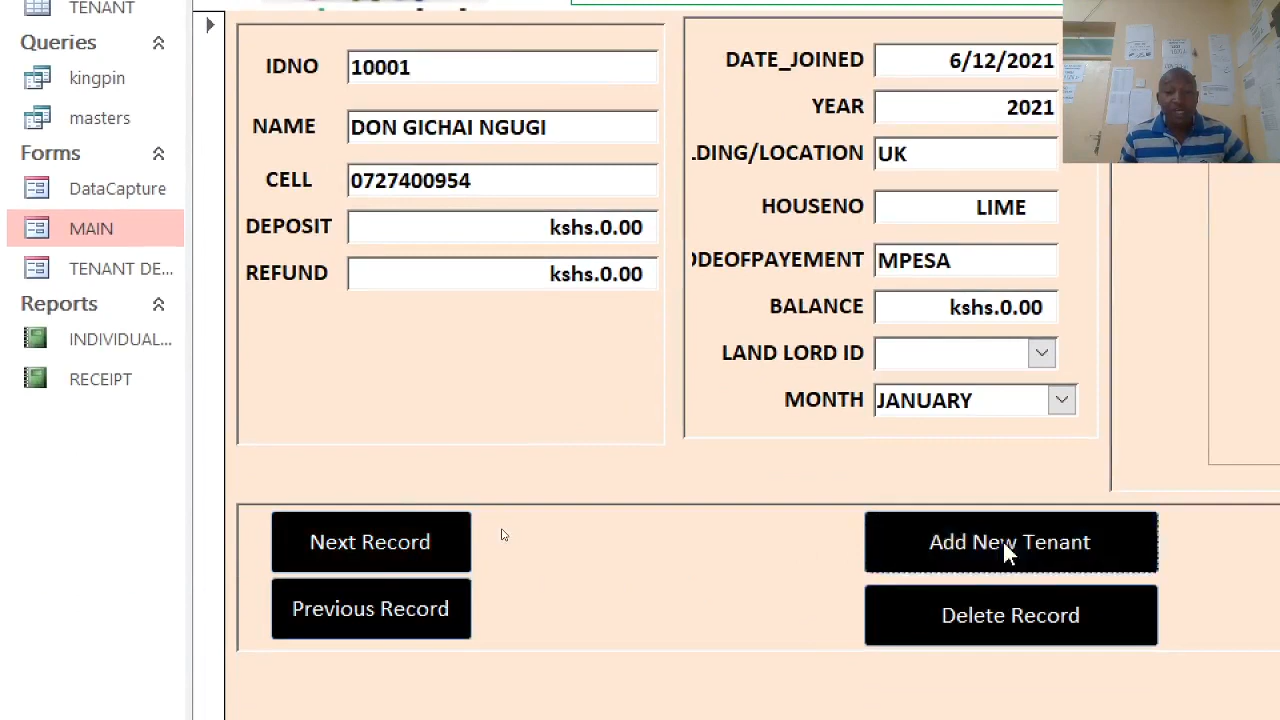 TENANT
Queries
kingpin
masters
Forms
DataCapture
MAIN
TENANT DE...
Reports
INDIVIDUAL...
RECEIPT
IDNO 10001
NAME DON GICHAI NGUGI
CELL 0727400954
DEPOSIT kshs.0.00
REFUND kshs.0.00
DATE_JOINED 6/12/2021
YEAR 2021
LDING/LOCATION UK
HOUSENO LIME
ODEOFPAYEMENT MPESA
BALANCE kshs.0.00
LAND LORD ID
MONTH JANUARY
Next Record
Previous Record
Add New Tenant
Delete Record